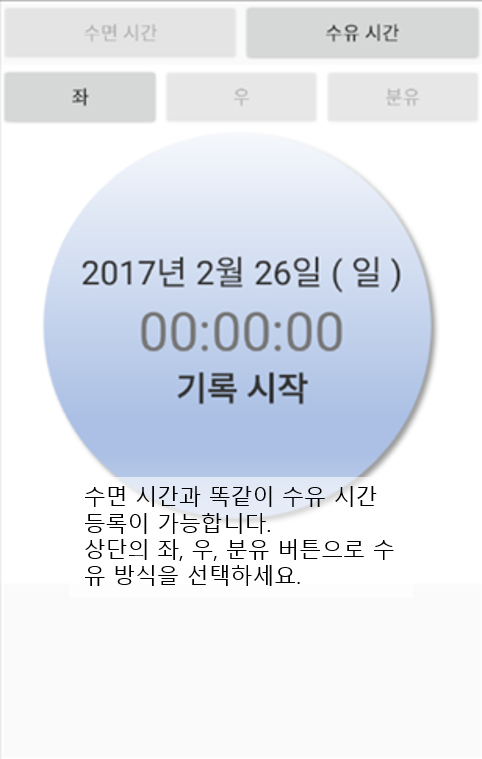 수면 시간
수유 시간
좌
우
분유
2017년 2월 26일 ( 일 )
00:00:00
기록 시작
수면 시간과 똑같이 수유 시간
등록이 가능합니다.
상단의 좌, 우, 분유 버튼으로 수
유 방식을 선택하세요.